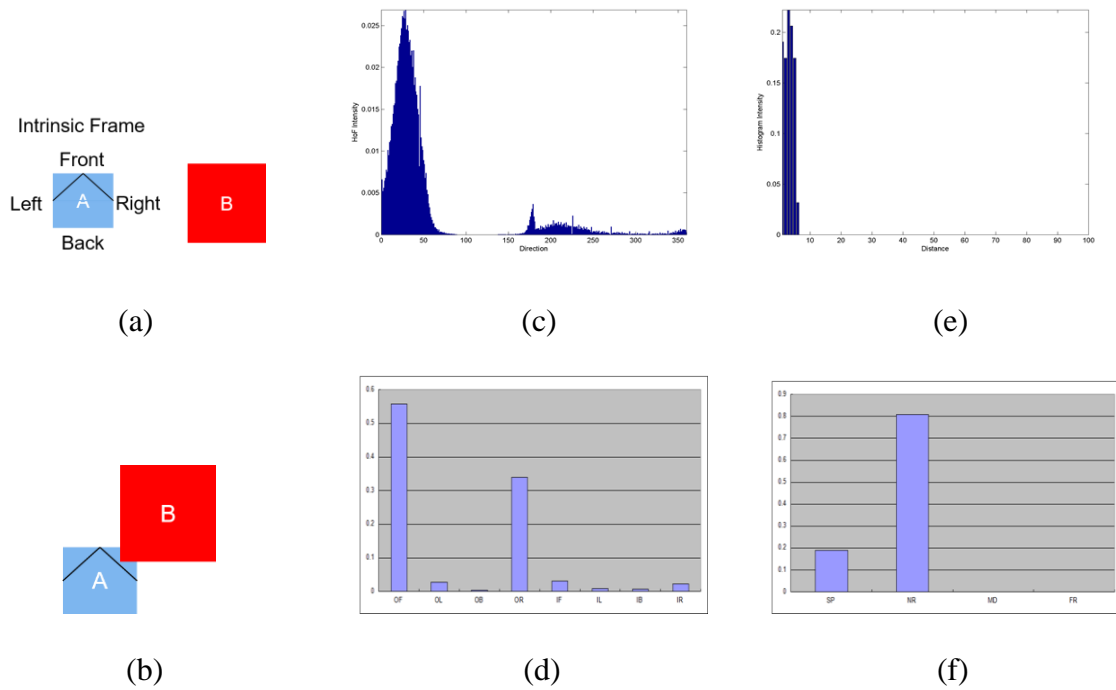 Intrinsic Frame
Front
Left A Right
Back
B
(a)
0.025
0.02
0.015
0.01
0.005
0
HoF Intensity
0 50 100 150 200 250 300 350
Direction
(c)
0.2
0.15
0.1
0.05
0
Histogram Intensity
10 20 30 40 50 60 70 80 90 100
Distance
(e)
B
A
(b)
0.6
0.5
0.4
0.3
0.2
0.1
0
OF OL OB OR IF IL IB IR
(d)
0.9
0.8
0.7
0.6
0.5
0.4
0.3
0.2
0.1
0
SP NR MD FR
(f)